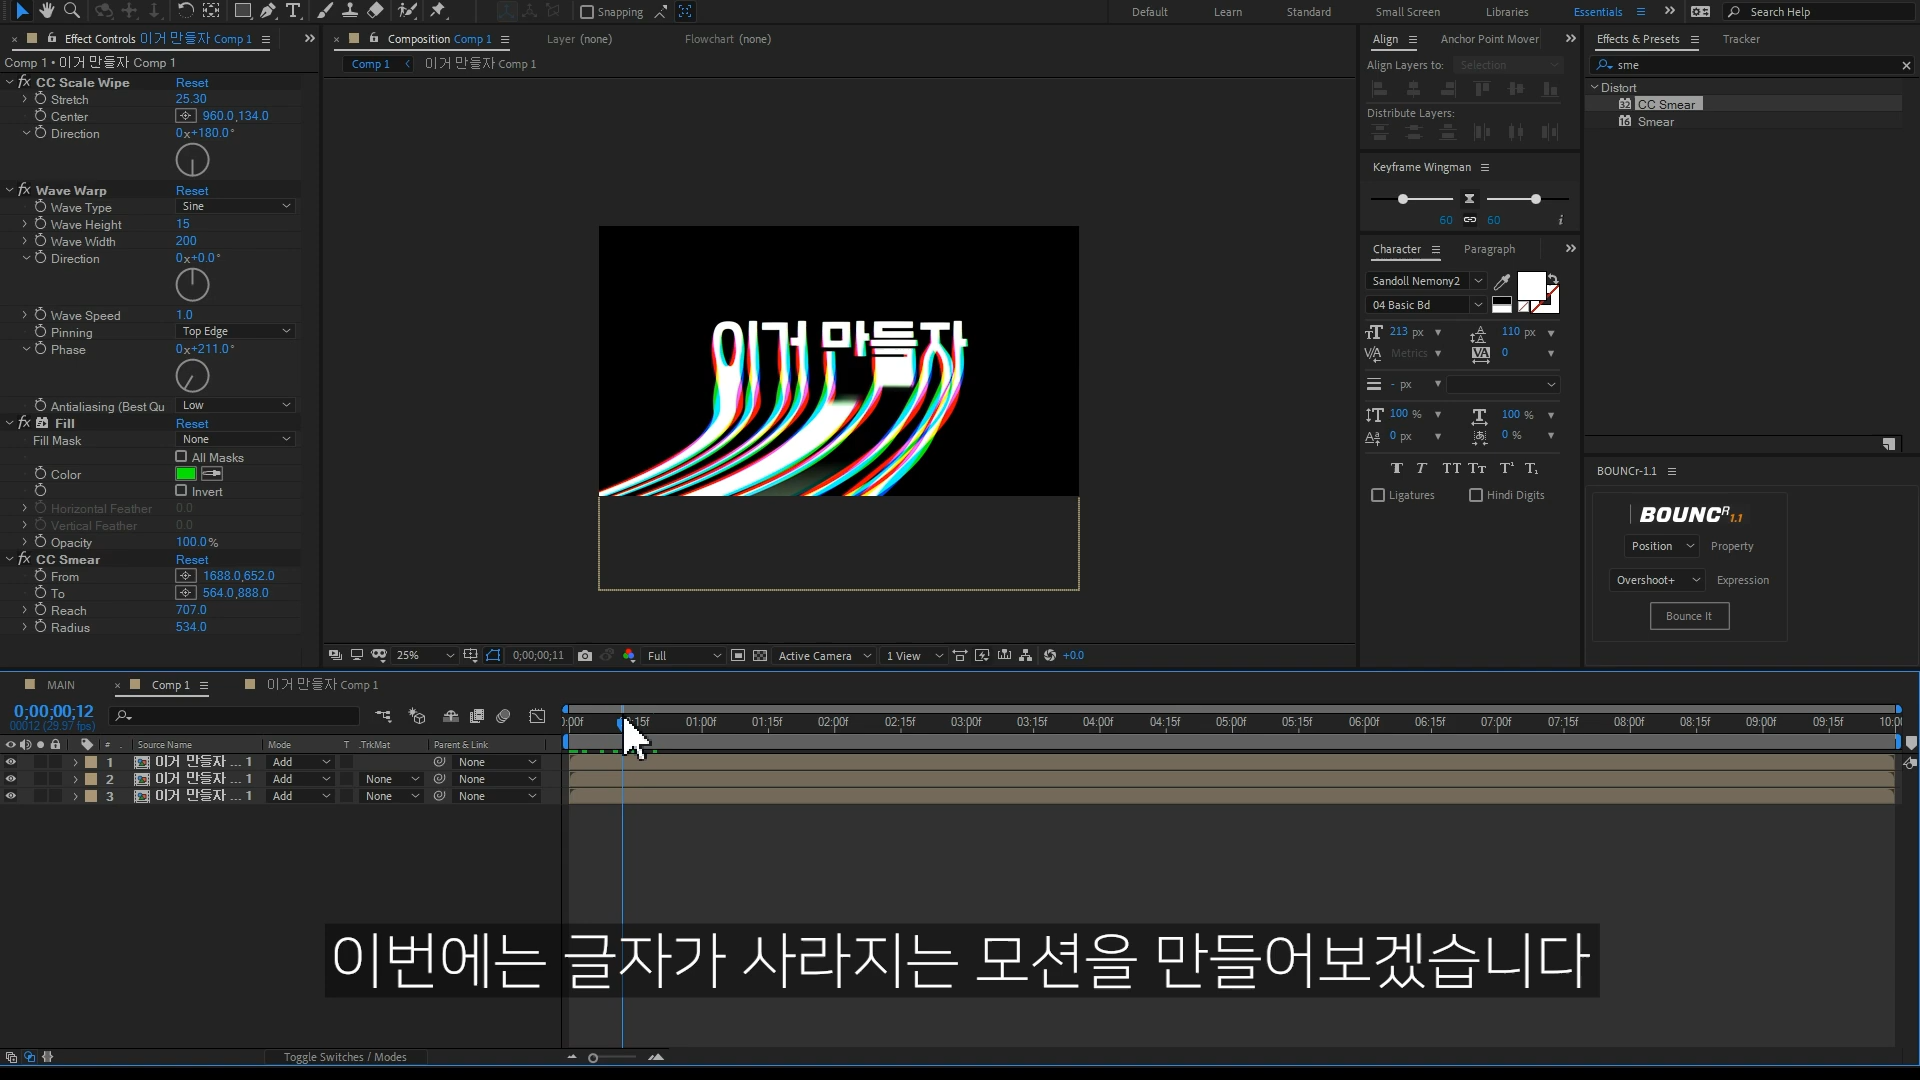 Snapping
Default
Learn
Standard
Small Screen
Libraries
Essentials
Search Help
Effect Controls 이거 만들자 Comp 1
Composition Comp 1
Layer (none)
Flowchart (none)
Align
Anchor Point Mover
Effects & Presets
Tracker
Comp 1 • 이거 만들자 Comp 1
Comp 1
이거 만들자 Comp 1
Align Layers to:
Selection
sme
CC Scale Wipe
Reset
Stretch
25.30
Center
960.0,134.0
Direction
0x+180.0°
Distribute Layers:
Distort
CC Smear
Smear
Wave Warp
Reset
Wave Type
Sine
Wave Height
15
Wave Width
200
Direction
0x+0.0°
Wave Speed
1.0
Pinning
Top Edge
Phase
0x+211.0°
Antialiasing (Best Qu
Low
Fill
Reset
Fill Mask
None
All Masks
Color
Invert
Horizontal Feather
0.0
Vertical Feather
0.0
Opacity
100.0%
CC Smear
Reset
From
1688.0,652.0
To
564.0,888.0
Reach
707.0
Radius
534.0
이거 만들자
Keyframe Wingman
60
60
Character
Paragraph
Sandoll Nemony2
04 Basic Bd
213 px
110 px
Metrics
0
- px
100 %
100 %
0 px
0 %
T T TT Tт T¹ T₁
Ligatures
Hindi Digits
BOUNCr-1.1
BOUNCR 1.1
Position
Property
Overshoot+
Expression
Bounce It
25%
0;00;00;11
Full
Active Camera
1 View
+0.0
MAIN
Comp 1
이거 만들자 Comp 1
0;00;00;12
00012 (29.97 fps)
):00f
15f
01:00f
01:15f
02:00f
02:15f
03:00f
03:15f
04:00f
04:15f
05:00f
05:15f
06:00f
06:15f
07:00f
07:15f
08:00f
08:15f
09:00f
09:15f
10:0
# . Source Name
Mode
T .TrkMat
Parent & Link
1 이거 만들자 ... 1 Add None
2 이거 만들자 ... 1 Add None None
3 이거 만들자 ... 1 Add None None
이번에는 글자가 사라지는 모션을 만들어보겠습니다
Toggle Switches / Modes